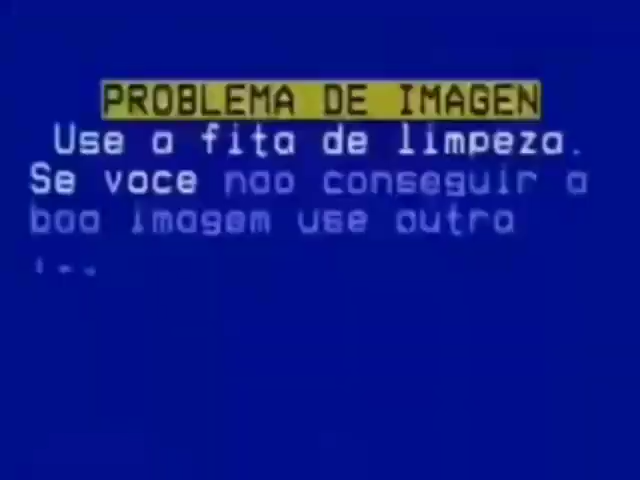 PROBLEMA DE IMAGEN
Use a fita de limpeza.
Se voce nao conseguir a
boa imagem use outra